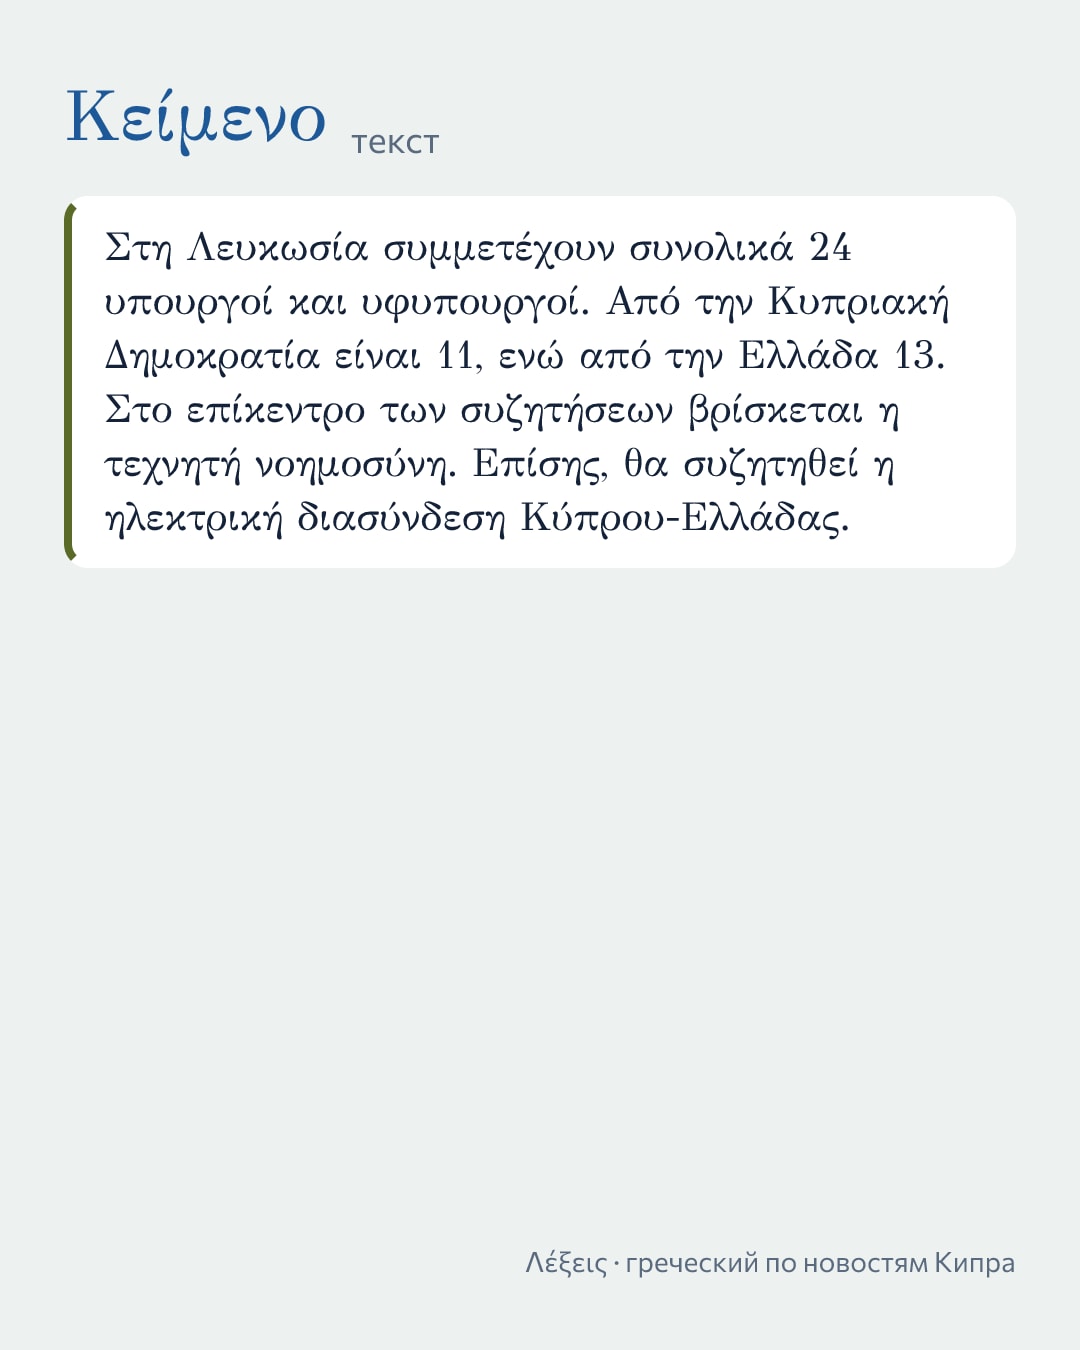 Κείμενο текст
Στη Λευκωσία συμμετέχουν συνολικά 24
υπουργοί και υφυπουργοί. Από την Κυπριακή
Δημοκρατία είναι 11, ενώ από την Ελλάδα 13.
Στο επίκεντρο των συζητήσεων βρίσκεται η
τεχνητή νοημοσύνη. Επίσης, θα συζητηθεί η
ηλεκτρική διασύνδεση Κύπρου-Ελλάδας.
Λέξεις · греческий по новостям Кипра